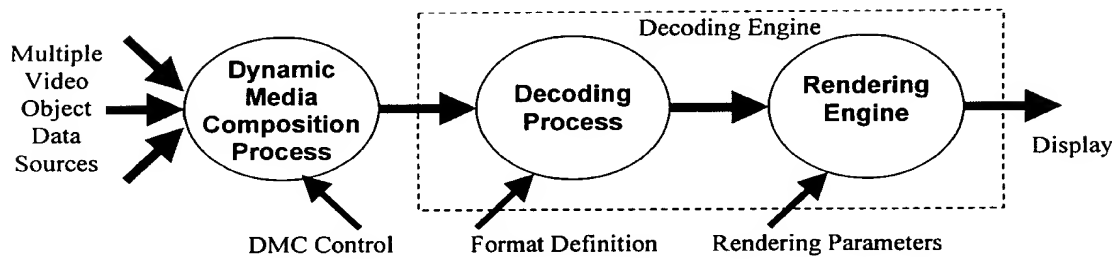 Multiple
Video
Object
Data
Sources
Dynamic
Media
Composition
Process
Decoding Engine
Decoding
Process
Rendering
Engine
Display
DMC Control
Format Definition
Rendering Parameters